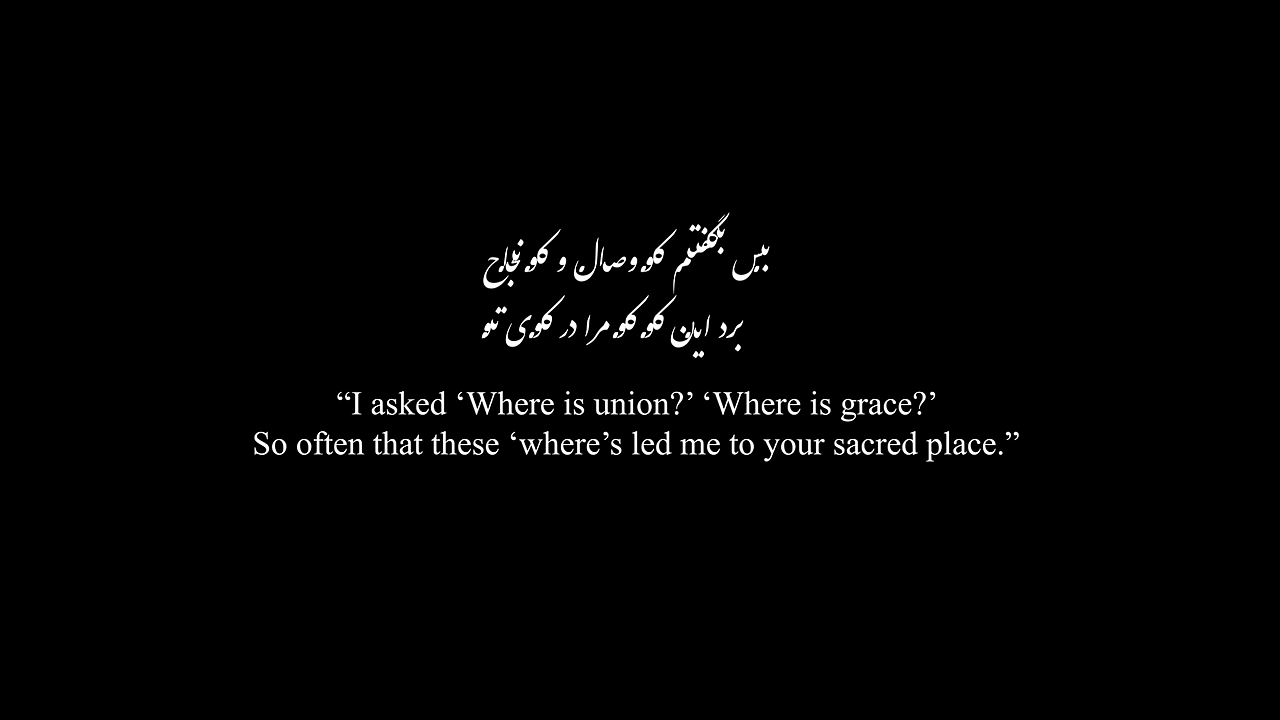 بس بگفتم کو وصال و کو نجاح
برد این کو کو مرا در کوی تو
“I asked ‘Where is union?’ ‘Where is grace?’
So often that these ‘where’s led me to your sacred place.”